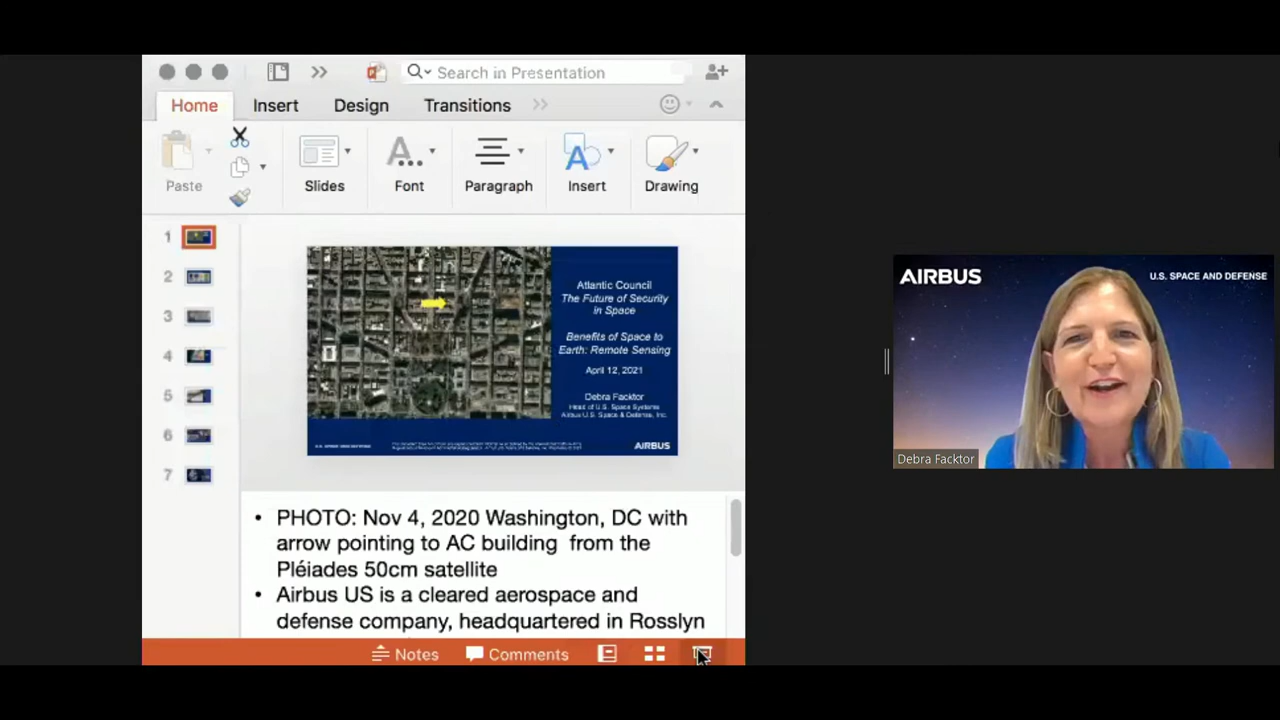 Search in Presentation
Home
Insert
Design
Transitions
Paste
Slides
Font
Paragraph
Insert
Drawing
1
2
3
4
5
6
7
Atlantic Council
The Future of Security
in Space
Benefits of Space to
Earth: Remote Sensing
April 12, 2021
Debra Facktor
Head of U.S. Space Systems
Airbus U.S. Space & Defense, Inc.
U.S. SPACE AND DEFENSE
AIRBUS
• PHOTO: Nov 4, 2020 Washington, DC with
arrow pointing to AC building from the
Pléiades 50cm satellite
• Airbus US is a cleared aerospace and
defense company, headquartered in Rosslyn
Notes
Comments
AIRBUS
U.S. SPACE AND DEFENSE
Debra Facktor